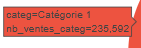 categ=Catégorie 1
nb_ventes_categ=235,592